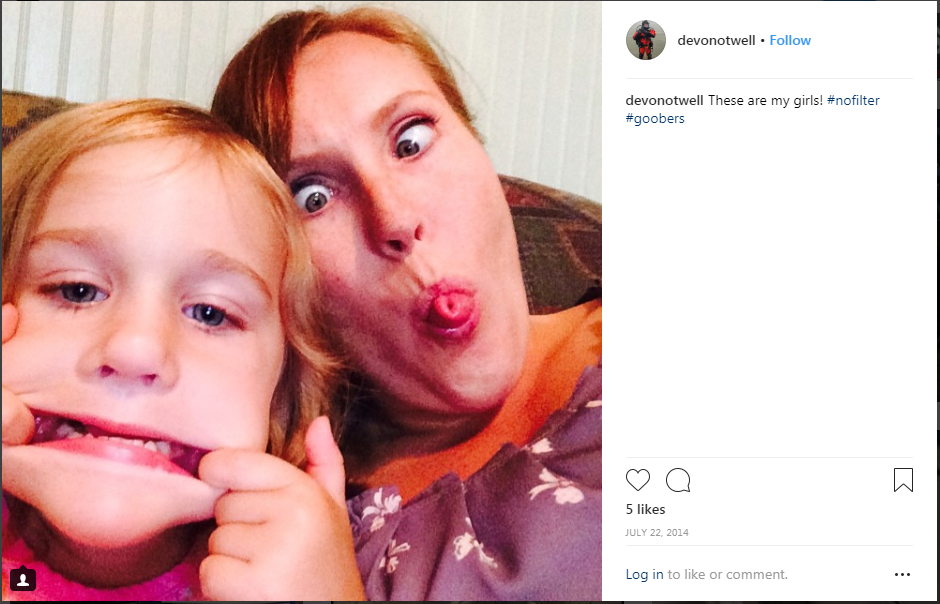 devonotwell • Follow
devonotwell These are my girls! #nofilter
#goobers
5 likes
JULY 22, 2014
Log in to like or comment.